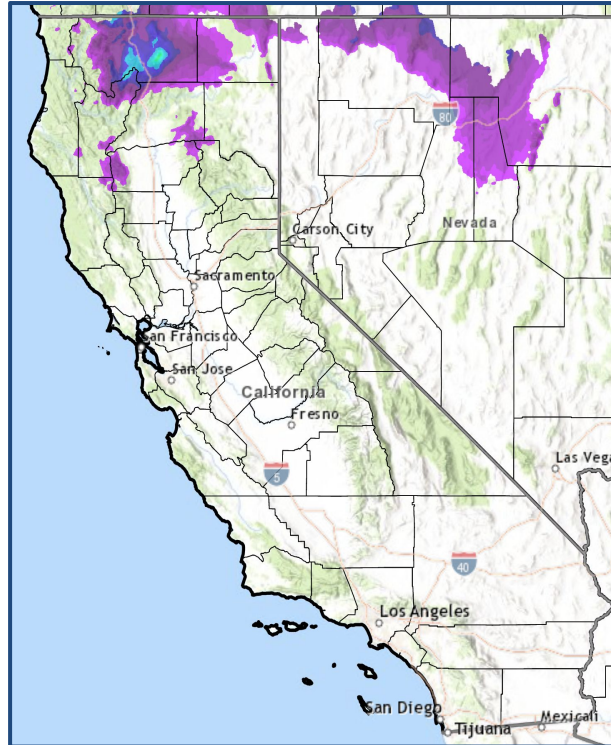 80
Carson City
Nevada
Sacramento
San Francisco
San Jose
California
Fresno
5
Las Vega
40
Los Angeles
San Diego
Tijuana
Mexicali